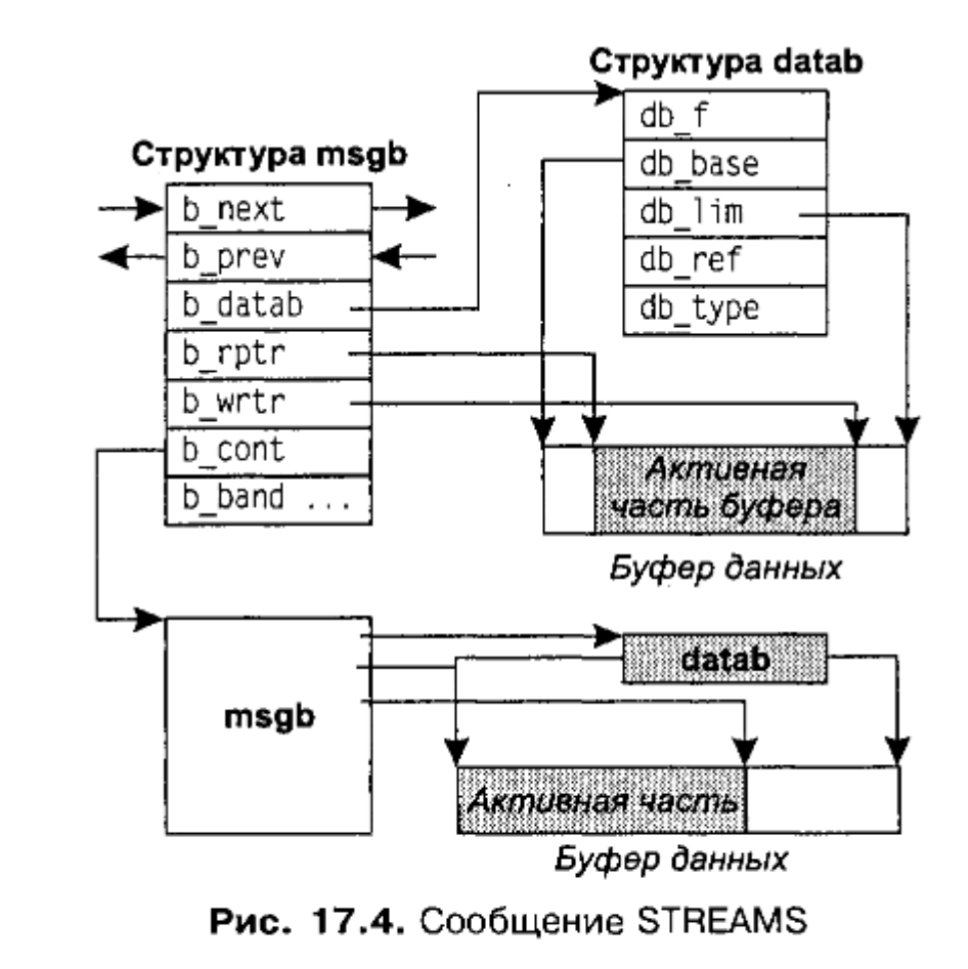 Структура datab
db_f
db_base
db_lim
db_ref
db_type
Структура msgb
b_next
b_prev
b_datab
b_rptr
b_wrtr
b_cont
b_band ...
Активная
часть буфера
Буфер данных
msgb
datab
Активная часть
Буфер данных
Рис. 17.4. Сообщение STREAMS